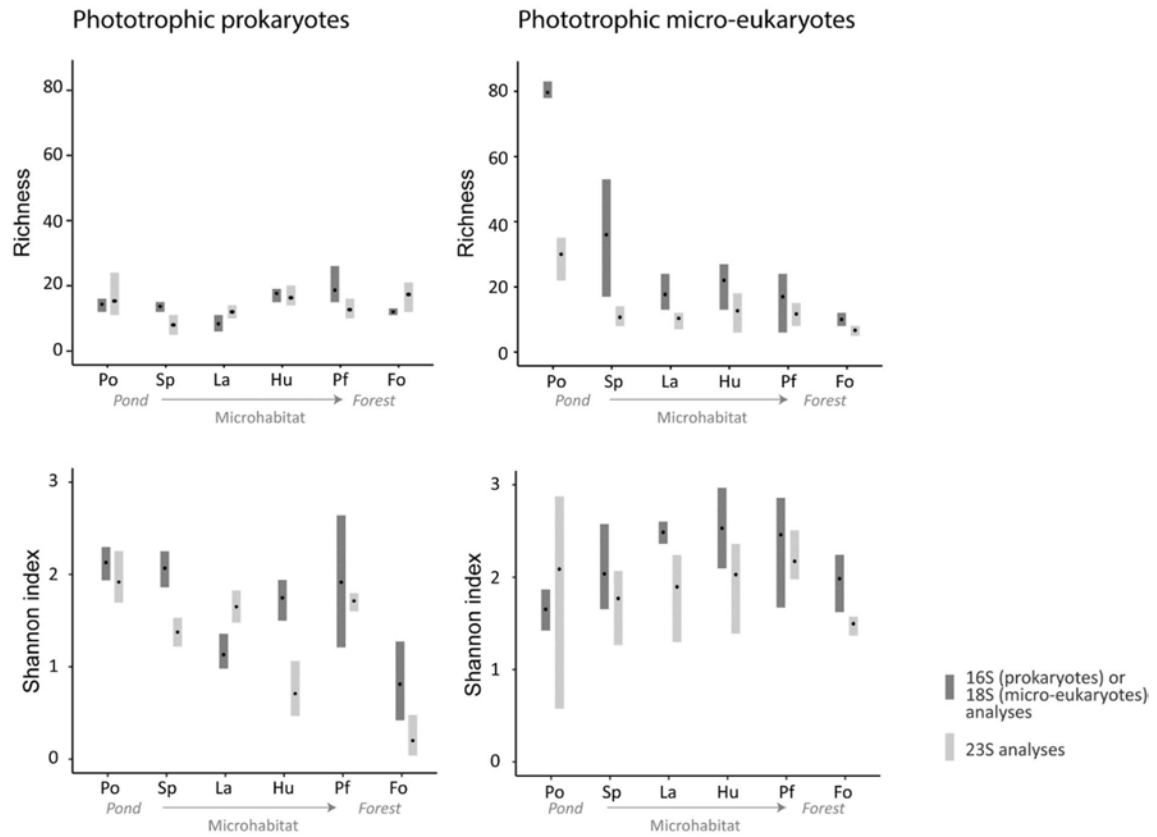 Phototrophic prokaryotes
Phototrophic micro-eukaryotes
Richness
80
60
40
20
0
Po Sp La Hu Pf Fo
Pond Forest
Microhabitat
Richness
80
60
40
20
0
Po Sp La Hu Pf Fo
Pond Forest
Microhabitat
Shannon index
3
2
1
0
Po Sp La Hu Pf Fo
Pond Forest
Microhabitat
Shannon index
3
2
1
0
Po Sp La Hu Pf Fo
Pond Forest
Microhabitat
16S (prokaryotes) or
18S (micro-eukaryotes)
analyses
23S analyses